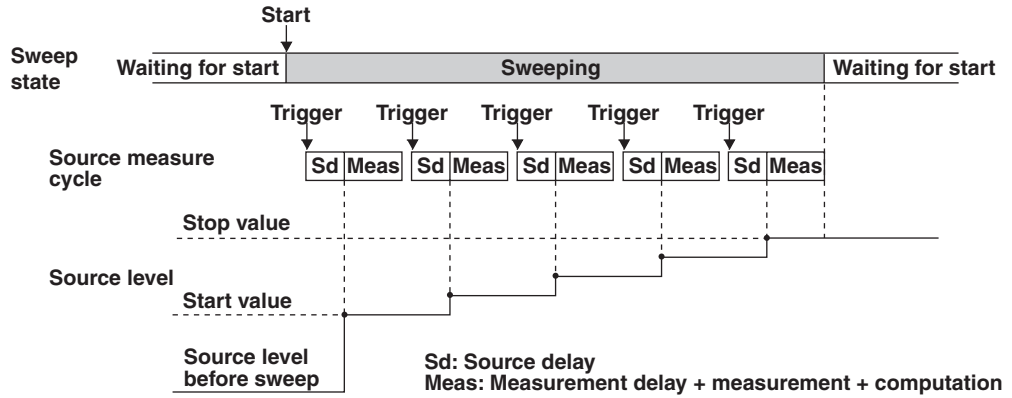 Start
Sweep
state
Waiting for start
Sweeping
Waiting for start
Trigger Trigger Trigger Trigger Trigger
Source measure
cycle
Sd Meas Sd Meas Sd Meas Sd Meas Sd Meas
Stop value
Source level
Start value
Source level
before sweep
Sd: Source delay
Meas: Measurement delay + measurement + computation